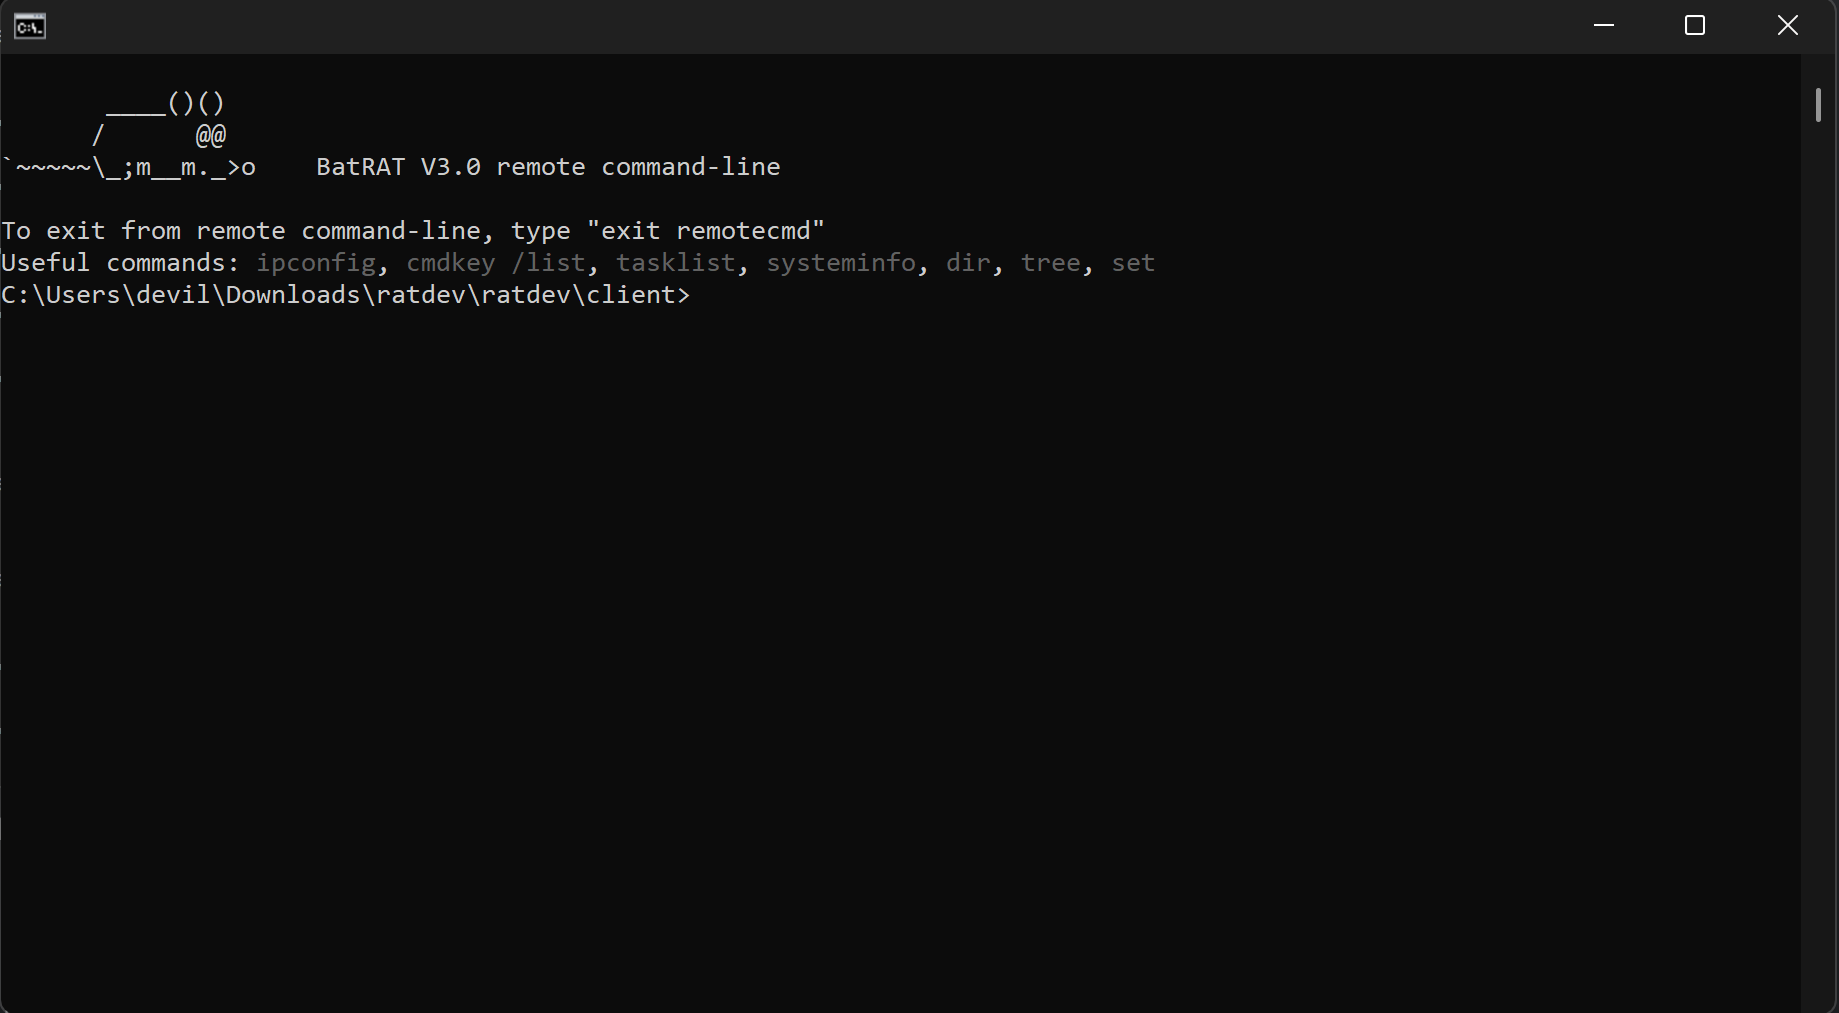 ____()()
/      @@
`~~~~~\_;m__m._>o    BatRAT V3.0 remote command-line
To exit from remote command-line, type "exit remotecmd"
Useful commands: ipconfig, cmdkey /list, tasklist, systeminfo, dir, tree, set
C:\Users\devil\Downloads\ratdev\ratdev\client>